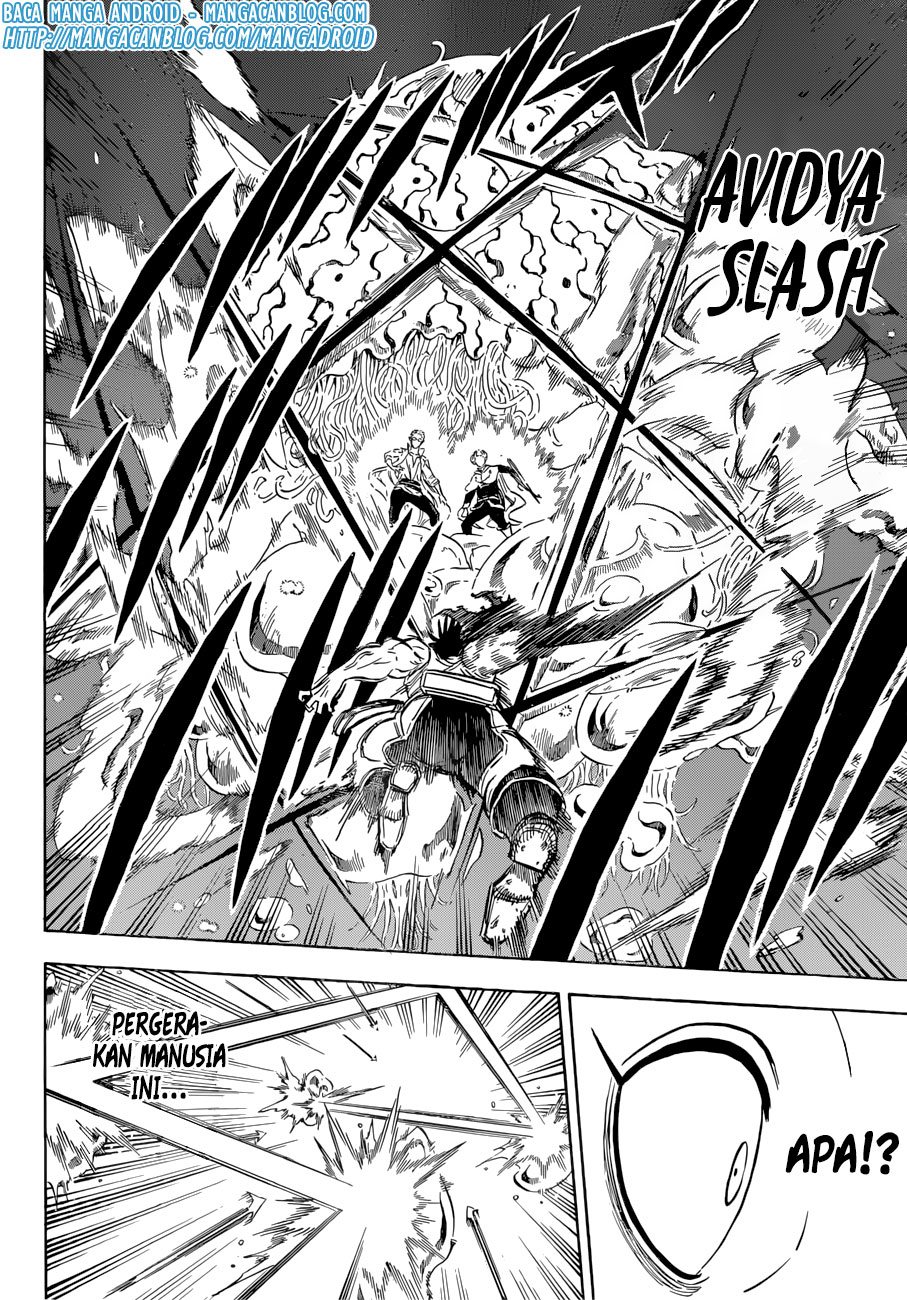 BACA MANGA ANDROID - MANGACANBLOG.COM
HTTP://MANGACANBLOG.COM/MANGADROID
AVIDYA
SLASH
PERGERA-
KAN MANUSIA
INI...
APA!?